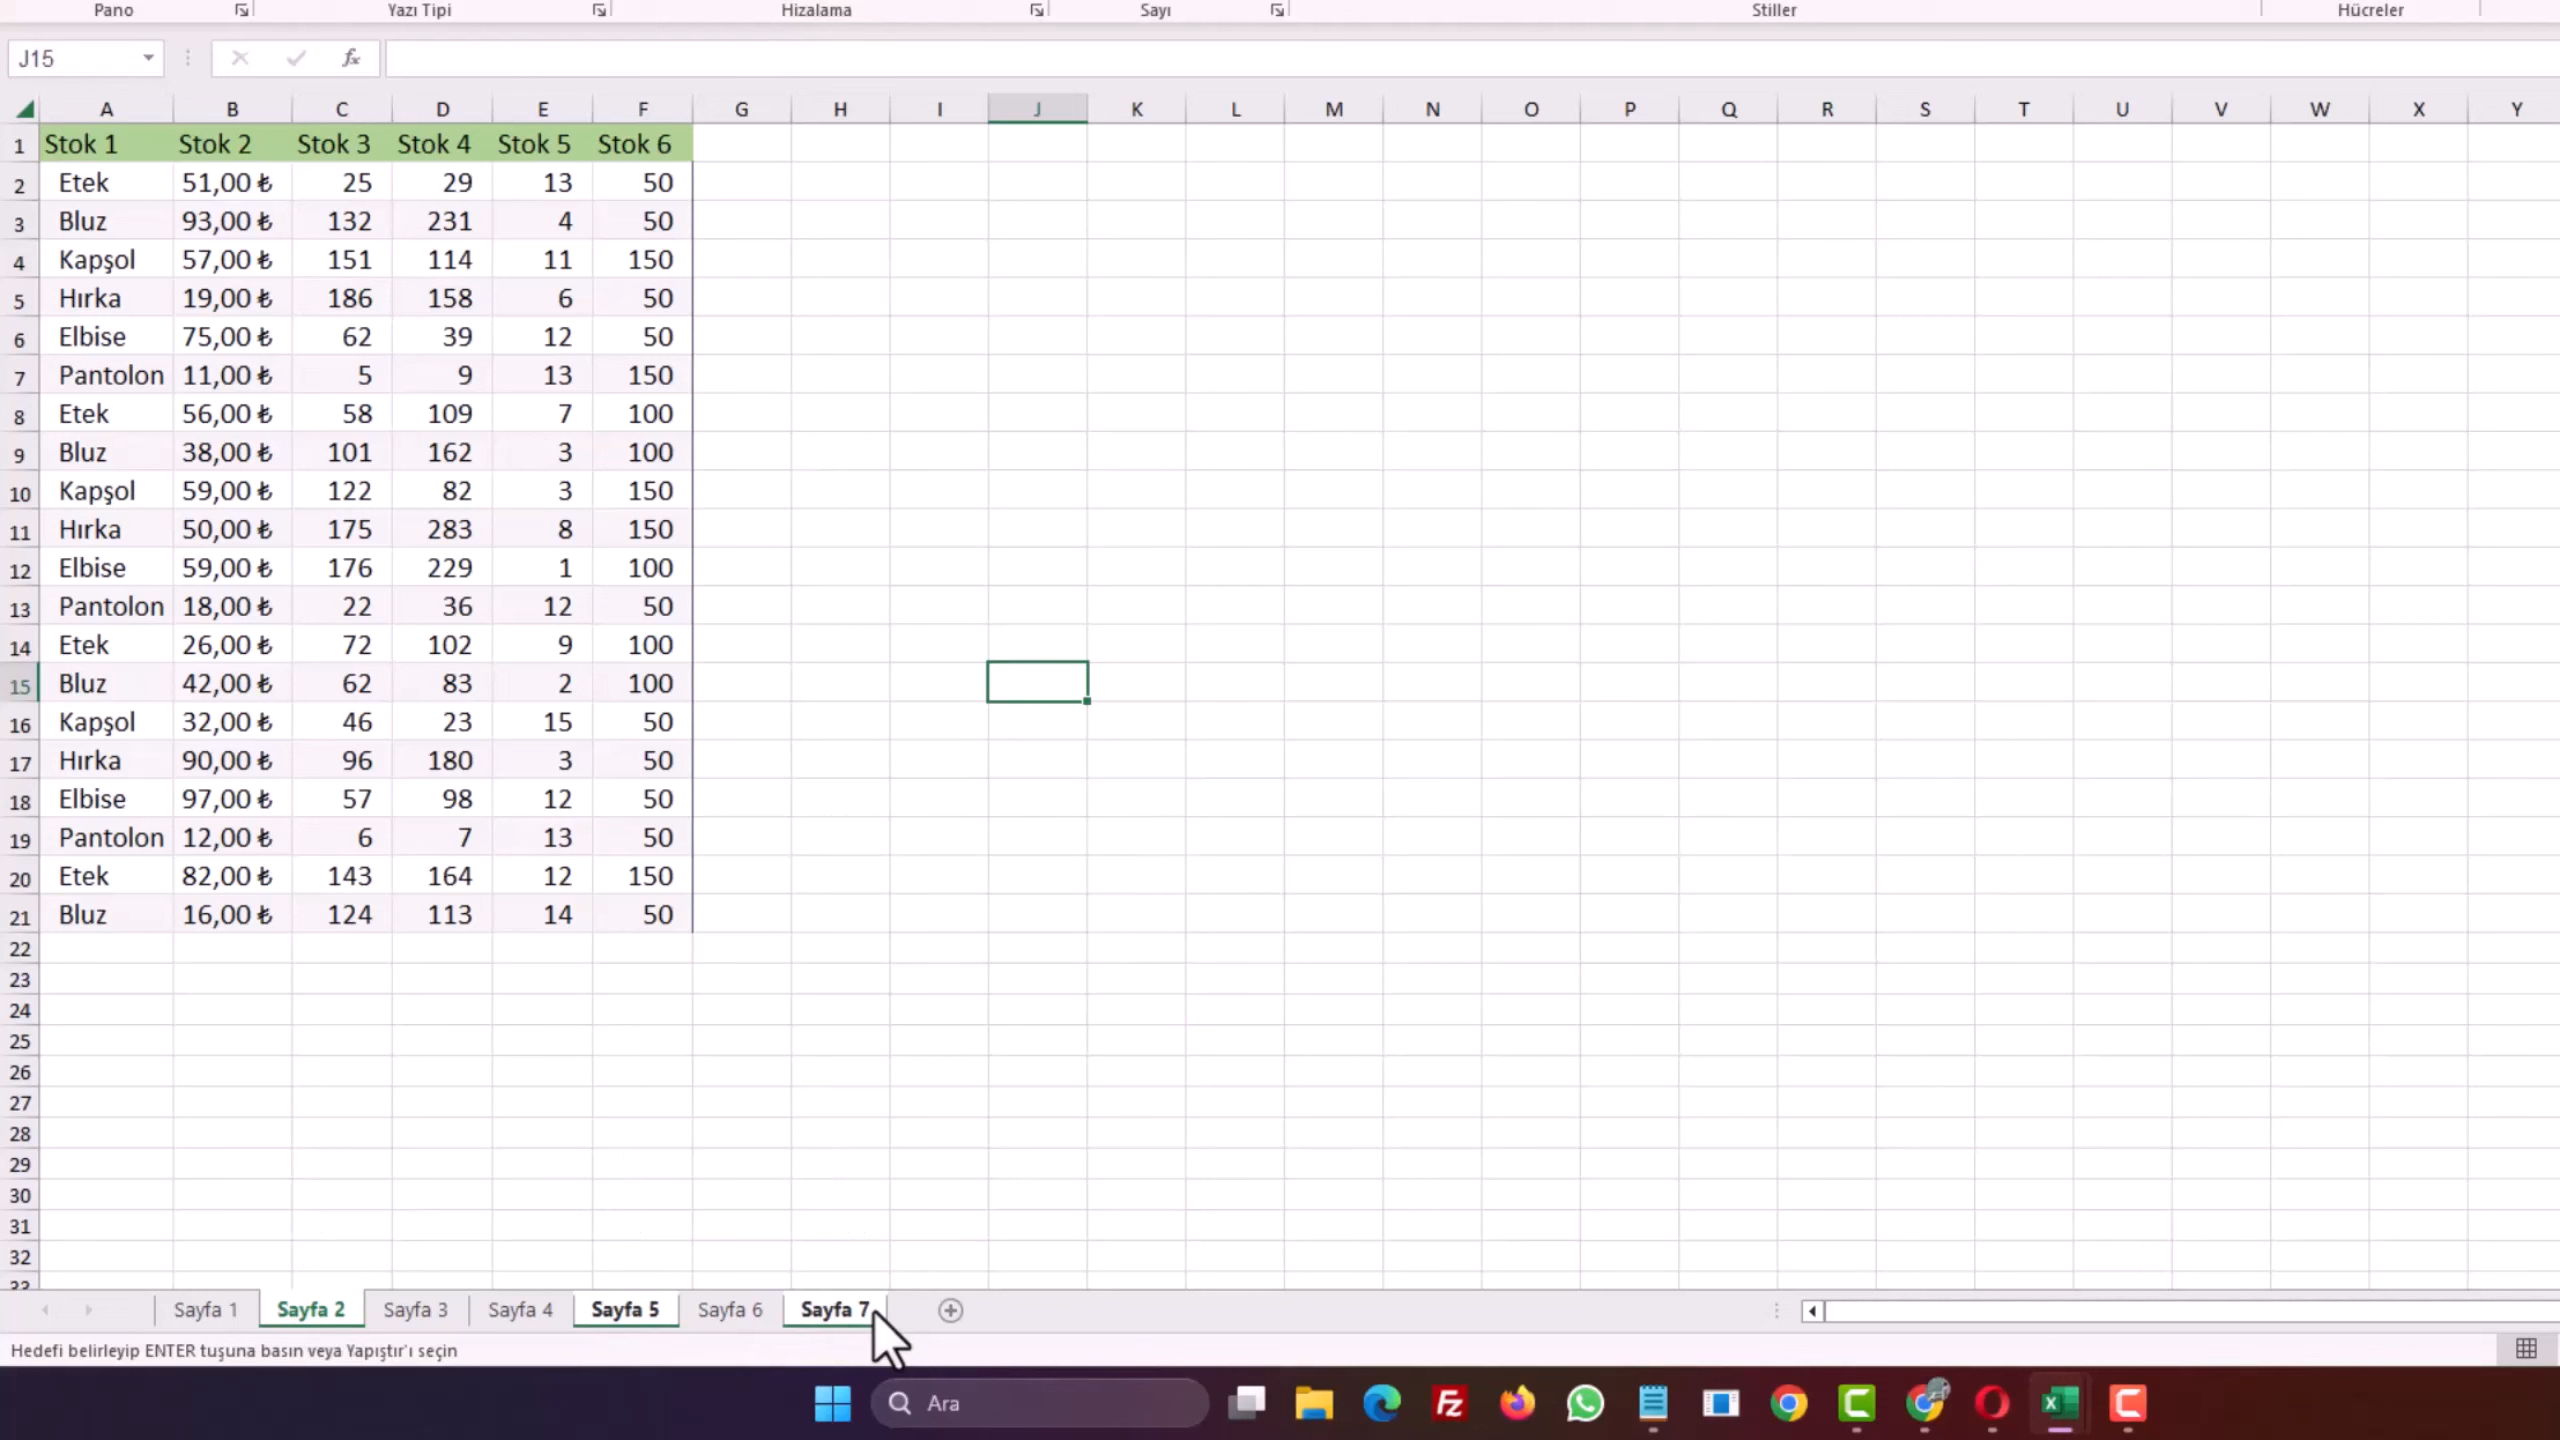 Pano Yazı Tipi Hizalama Sayı Stiller Hücreler
J15 fx
A B C D E F G H I J K L M N O P Q R S T U V W X Y
1 Stok 1 Stok 2 Stok 3 Stok 4 Stok 5 Stok 6
2 Etek 51,00 ₺ 25 29 13 50
3 Bluz 93,00 ₺ 132 231 4 50
4 Kapşol 57,00 ₺ 151 114 11 150
5 Hırka 19,00 ₺ 186 158 6 50
6 Elbise 75,00 ₺ 62 39 12 50
7 Pantolon 11,00 ₺ 5 9 13 150
8 Etek 56,00 ₺ 58 109 7 100
9 Bluz 38,00 ₺ 101 162 3 100
10 Kapşol 59,00 ₺ 122 82 3 150
11 Hırka 50,00 ₺ 175 283 8 150
12 Elbise 59,00 ₺ 176 229 1 100
13 Pantolon 18,00 ₺ 22 36 12 50
14 Etek 26,00 ₺ 72 102 9 100
15 Bluz 42,00 ₺ 62 83 2 100
16 Kapşol 32,00 ₺ 46 23 15 50
17 Hırka 90,00 ₺ 96 180 3 50
18 Elbise 97,00 ₺ 57 98 12 50
19 Pantolon 12,00 ₺ 6 7 13 50
20 Etek 82,00 ₺ 143 164 12 150
21 Bluz 16,00 ₺ 124 113 14 50
22
23
24
25
26
27
28
29
30
31
32
33
Sayfa 1 Sayfa 2 Sayfa 3 Sayfa 4 Sayfa 5 Sayfa 6 Sayfa 7
Hedefi belirleyip ENTER tuşuna basın veya Yapıştır'ı seçin
Ara